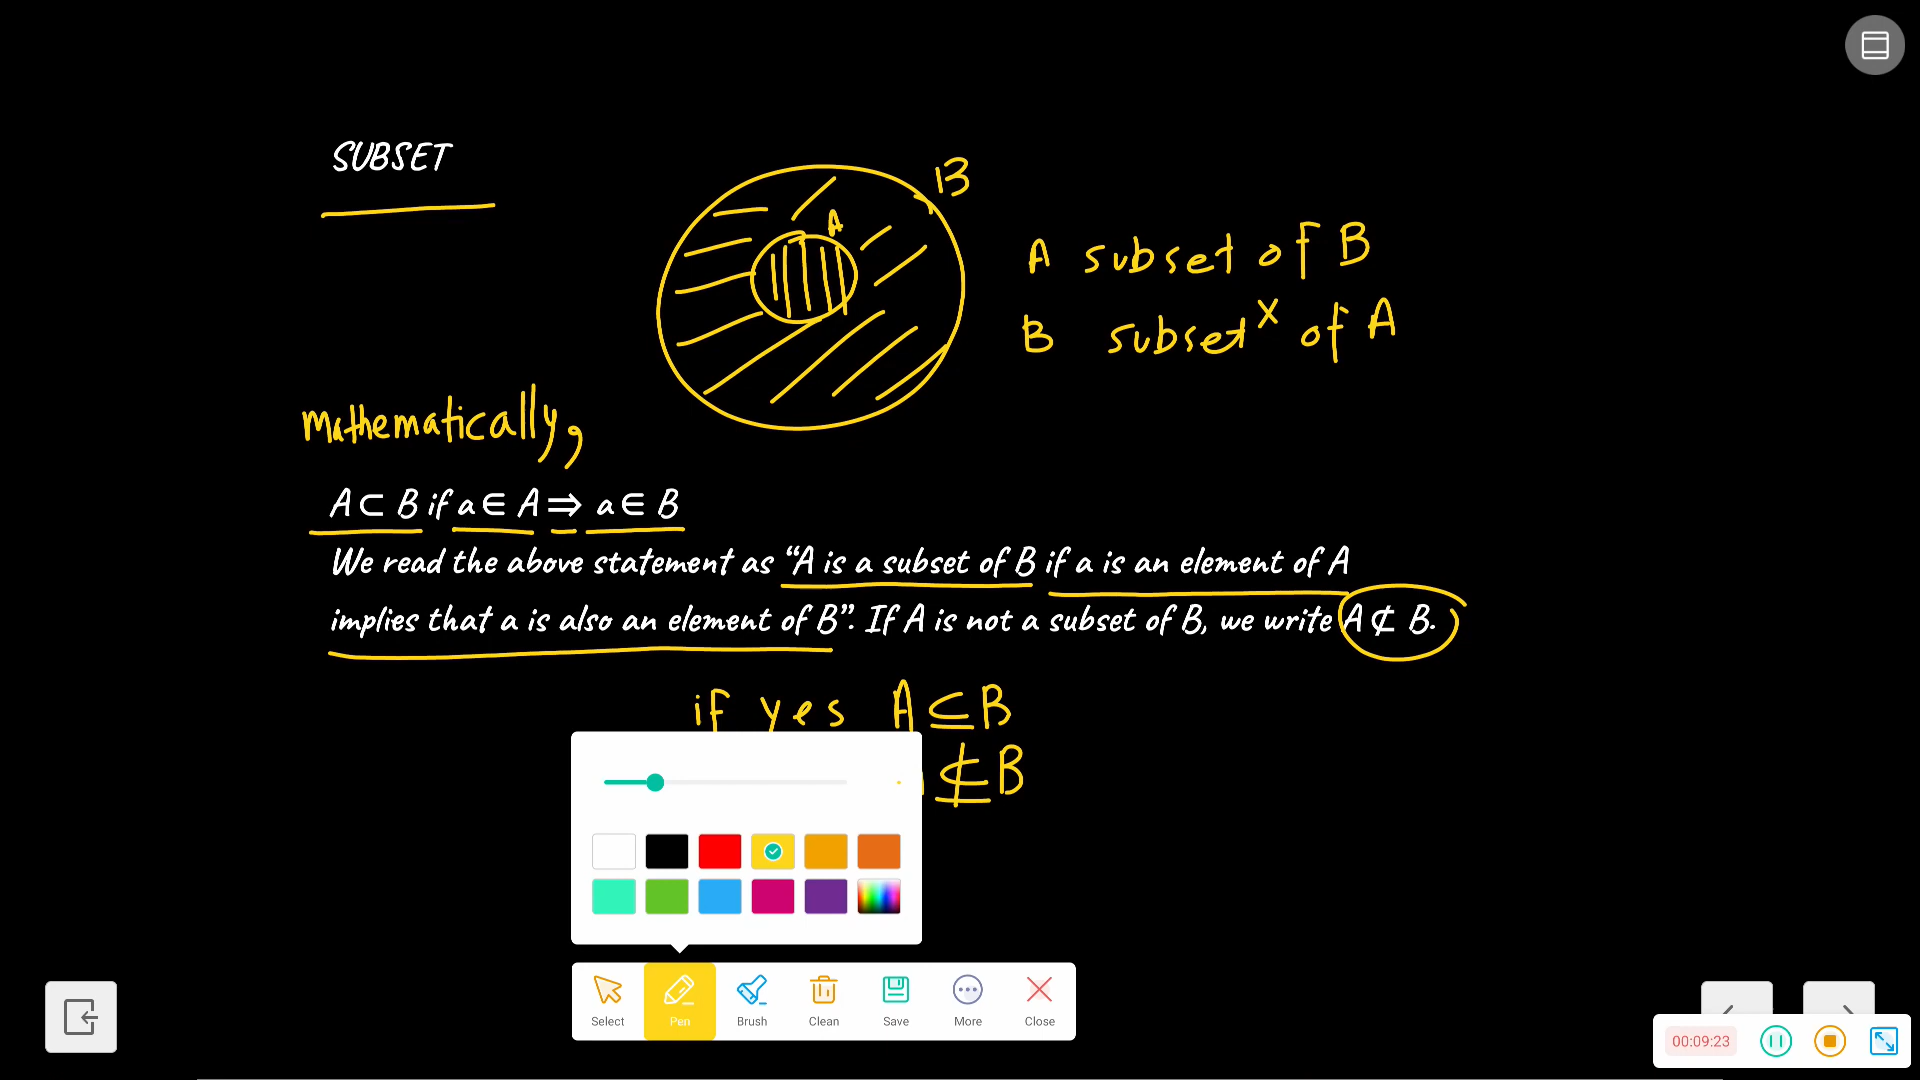 SUBSET
B
A
A subset of B
B subset x of A
mathematically,
A ⊂ B if a ∈ A ⇒ a ∈ B
We read the above statement as “A is a subset of B if a is an element of A
implies that a is also an element of B”. If A is not a subset of B, we write A ⊄ B.
if yes A ⊆ B
⊈ B
Select Pen Brush Clean Save More Close
00:09:23